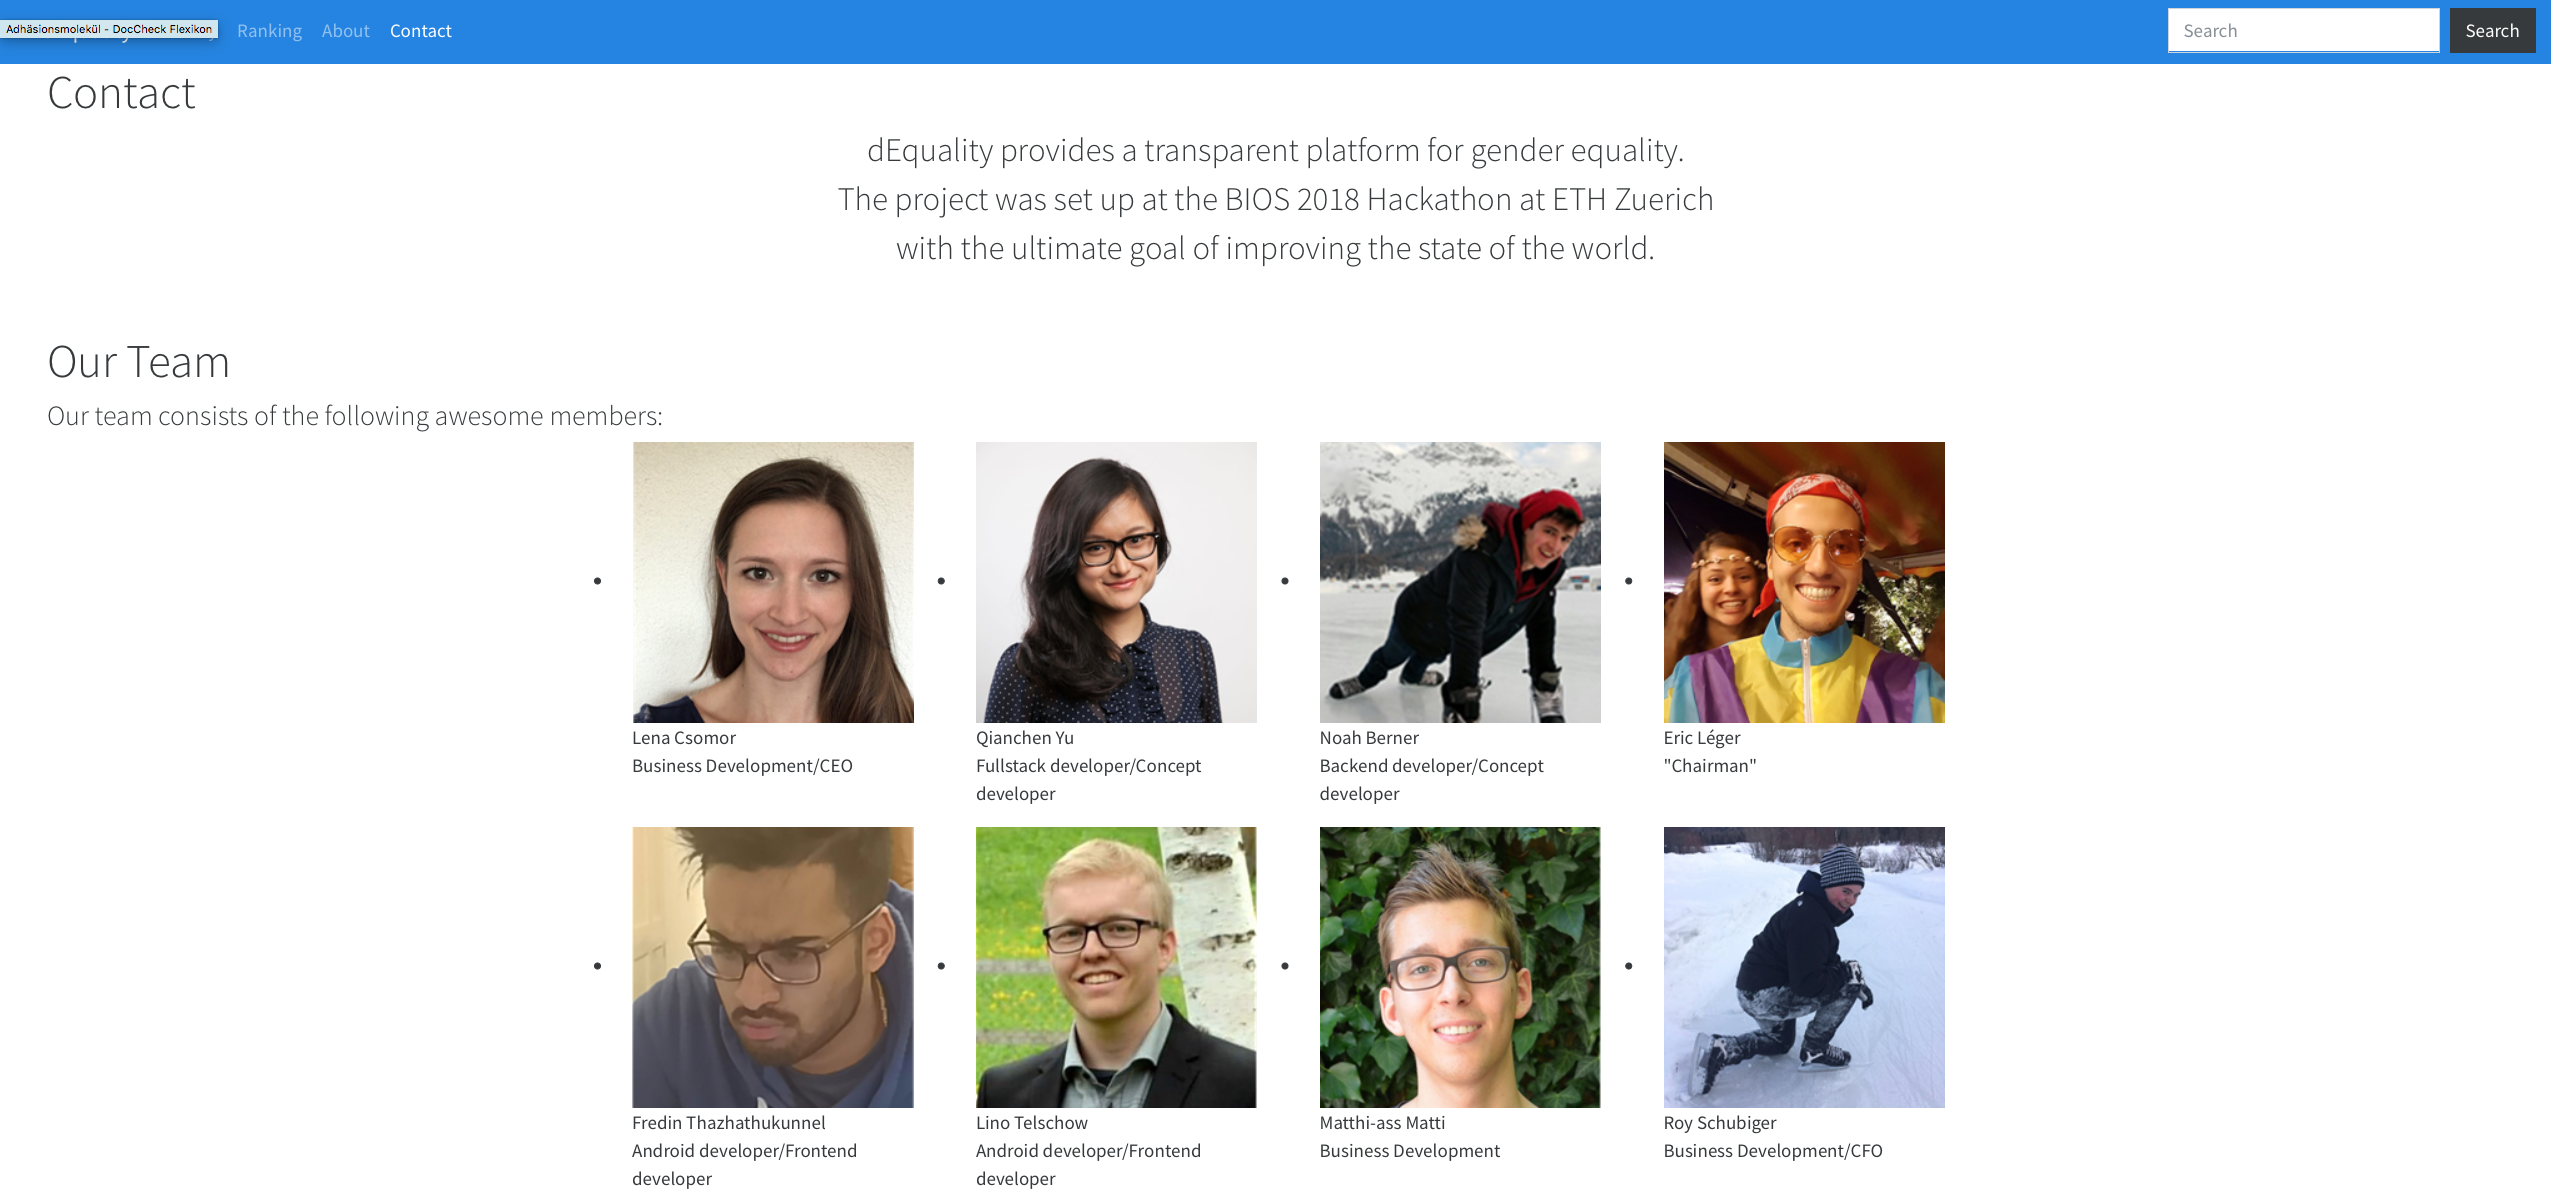 Adhäsionsmolekül - DocCheck Flexikon
Ranking About Contact
Search Search
Contact
dEquality provides a transparent platform for gender equality.
The project was set up at the BIOS 2018 Hackathon at ETH Zuerich
with the ultimate goal of improving the state of the world.
Our Team
Our team consists of the following awesome members:
Lena Csomor
Business Development/CEO
Qianchen Yu
Fullstack developer/Concept
developer
Noah Berner
Backend developer/Concept
developer
Eric Léger
"Chairman"
Fredin Thazhathukunnel
Android developer/Frontend
developer
Lino Telschow
Android developer/Frontend
developer
Matthi-ass Matti
Business Development
Roy Schubiger
Business Development/CFO